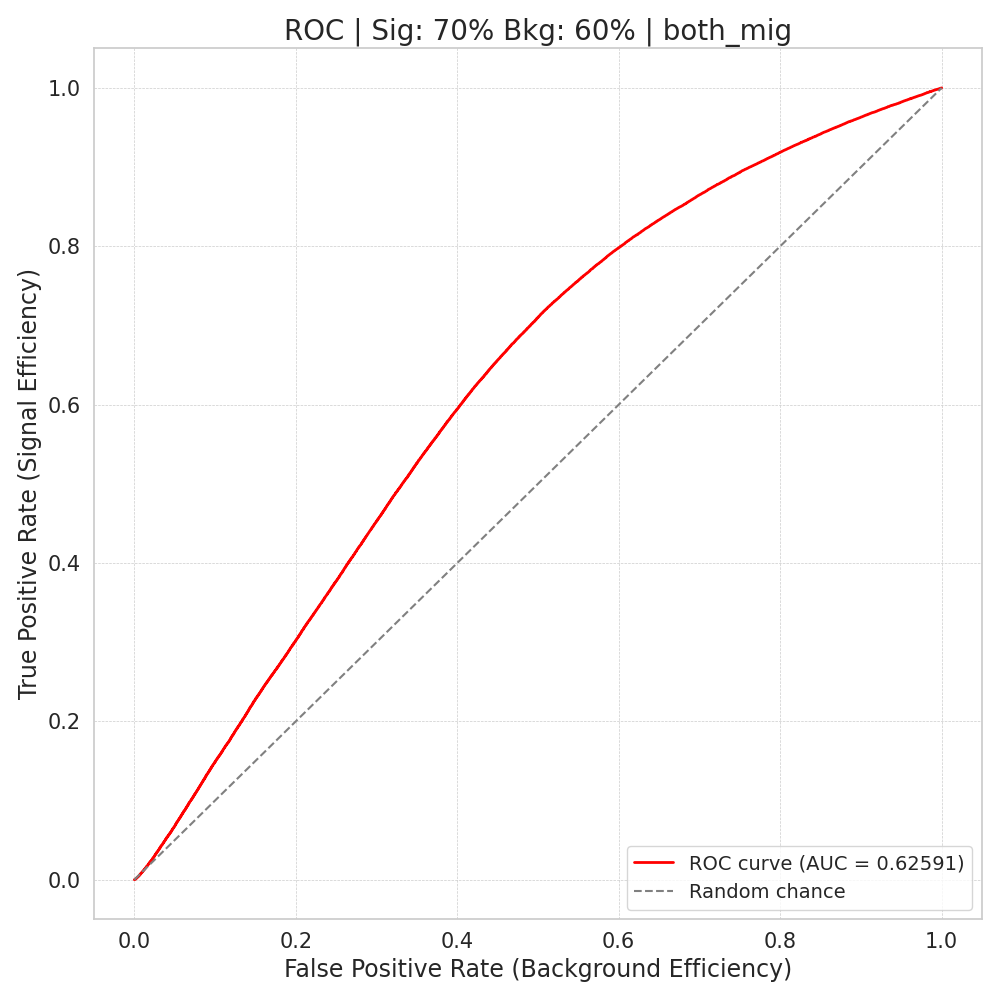 ROC | Sig: 70% Bkg: 60% | both_mig
True Positive Rate (Signal Efficiency)
1.0
0.8
0.6
0.4
0.2
0.0
ROC curve (AUC = 0.62591)
Random chance
0.0 0.2 0.4 0.6 0.8 1.0
False Positive Rate (Background Efficiency)